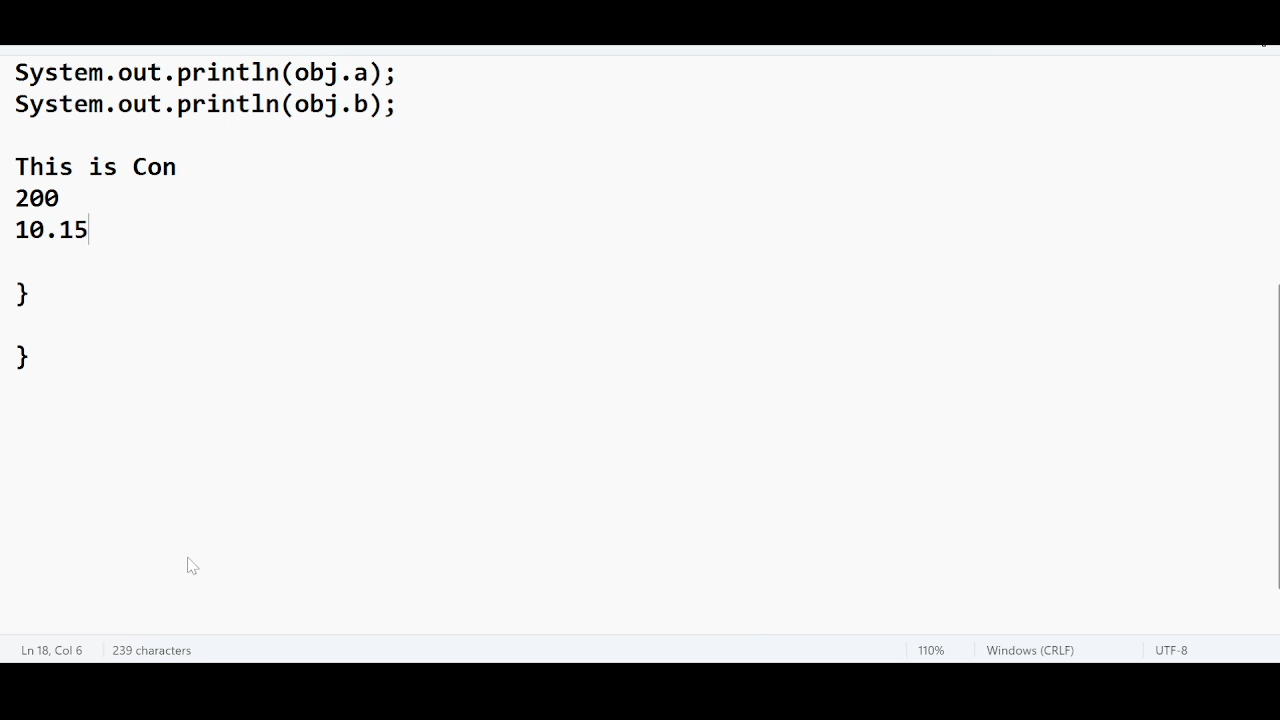 System.out.println(obj.a);
System.out.println(obj.b);
This is Con
200
10.15
}
}
Ln 18, Col 6 239 characters 110% Windows (CRLF) UTF-8